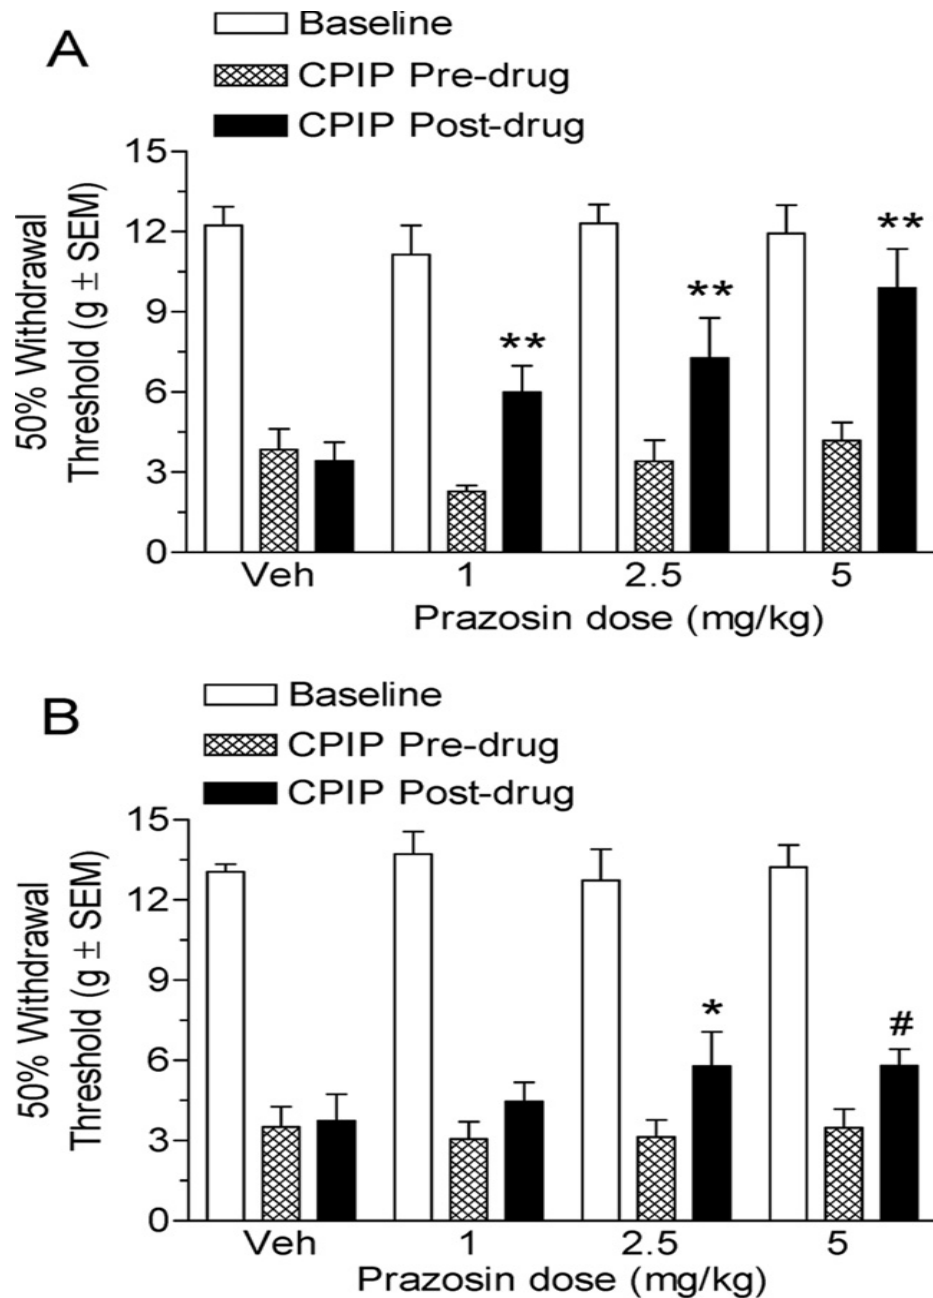 A
Baseline
CPIP Pre-drug
CPIP Post-drug
50% Withdrawal
Threshold (g ± SEM)
15
12
9
6
3
0
**
**
**
Veh 1 2.5 5
Prazosin dose (mg/kg)
B
Baseline
CPIP Pre-drug
CPIP Post-drug
50% Withdrawal
Threshold (g ± SEM)
15
12
9
6
3
0
*
#
Veh 1 2.5 5
Prazosin dose (mg/kg)